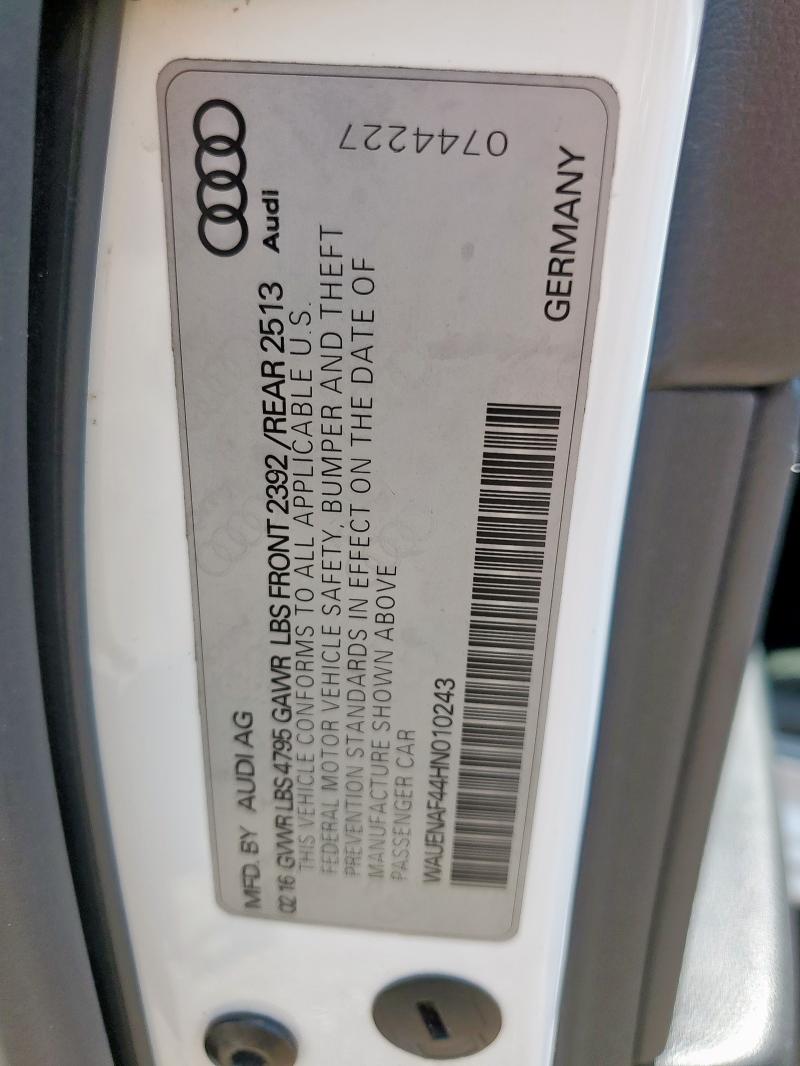 MFD. BY AUDI AG
02 16 GVWR LBS 4795 GAWR LBS FRONT 2392 /REAR 2513
Audi
THIS VEHICLE CONFORMS TO ALL APPLICABLE U.S.
FEDERAL MOTOR VEHICLE SAFETY, BUMPER AND THEFT
PREVENTION STANDARDS IN EFFECT ON THE DATE OF
MANUFACTURE SHOWN ABOVE
PASSENGER CAR
WAUENAF44HN010243
0744227
GERMANY